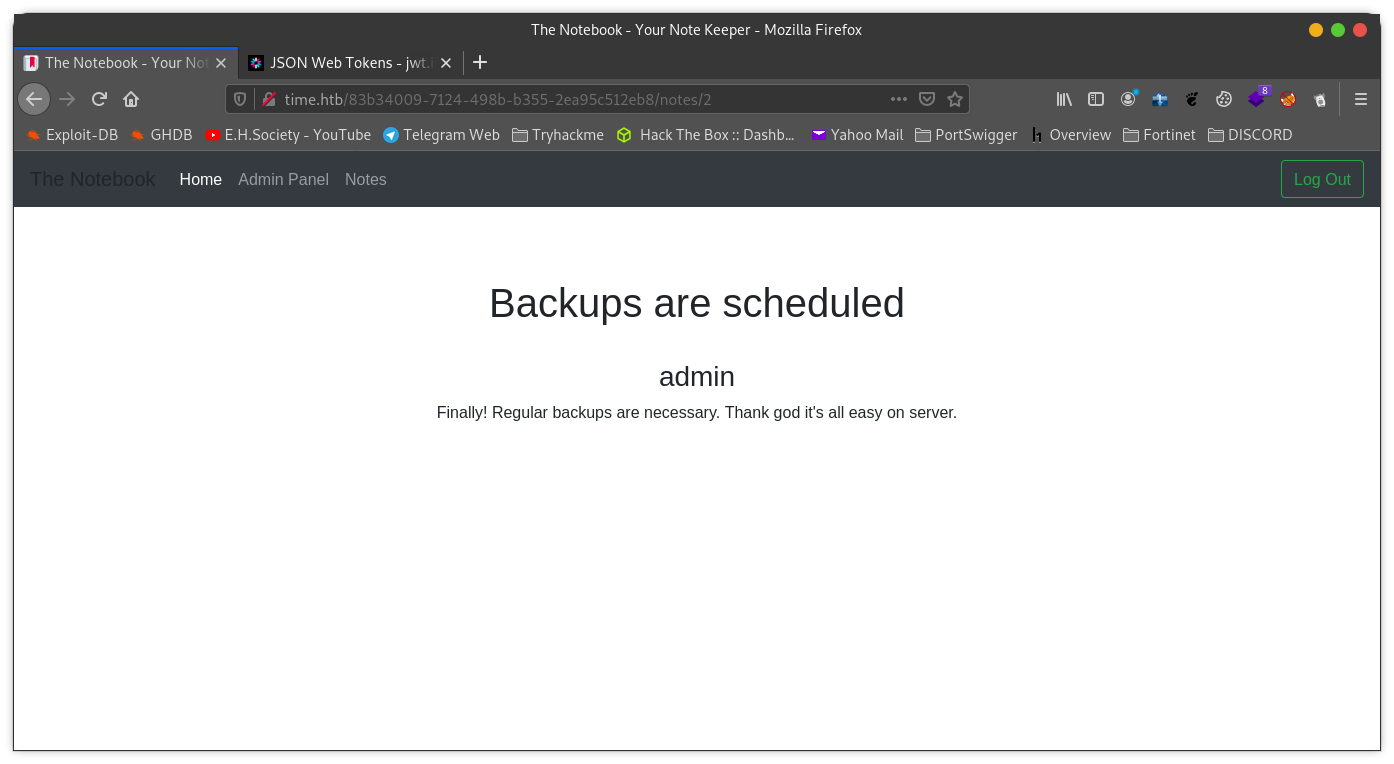 The Notebook - Your Note Keeper - Mozilla Firefox
The Notebook - Your Not JSON Web Tokens - jwt.
time.htb/83b34009-7124-498b-b355-2ea95c512eb8/notes/2 8
Exploit-DB GHDB E.H.Society - YouTube Telegram Web Tryhackme Hack The Box :: Dashb... Yahoo Mail PortSwigger Overview Fortinet DISCORD
The Notebook Home Admin Panel Notes Log Out
Backups are scheduled
admin
Finally! Regular backups are necessary. Thank god it's all easy on server.